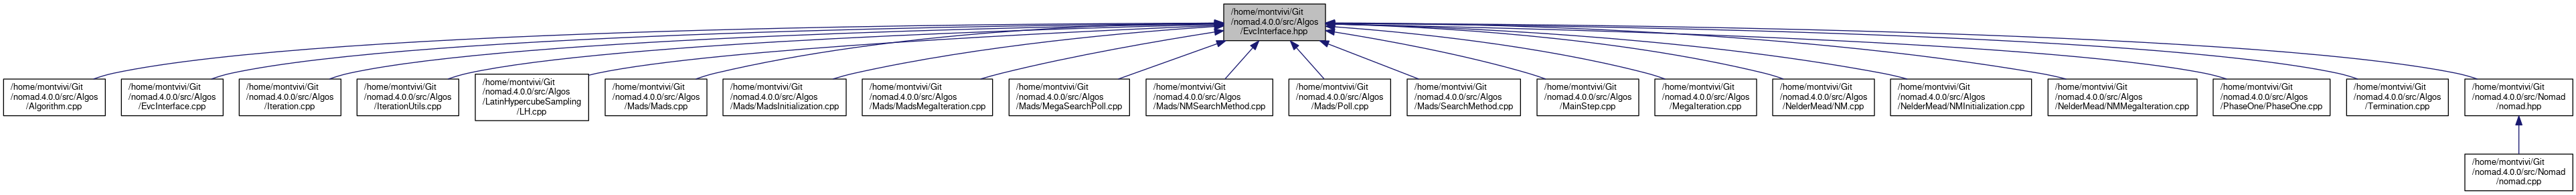 /home/montvivi/Git
/nomad.4.0.0/src/Algos
/EvcInterface.hpp
/home/montvivi/Git
/nomad.4.0.0/src/Algos
/Algorithm.cpp
/home/montvivi/Git
/nomad.4.0.0/src/Algos
/EvcInterface.cpp
/home/montvivi/Git
/nomad.4.0.0/src/Algos
/Iteration.cpp
/home/montvivi/Git
/nomad.4.0.0/src/Algos
/IterationUtils.cpp
/home/montvivi/Git
/nomad.4.0.0/src/Algos
/LatinHypercubeSampling
/LH.cpp
/home/montvivi/Git
/nomad.4.0.0/src/Algos
/Mads/Mads.cpp
/home/montvivi/Git
/nomad.4.0.0/src/Algos
/Mads/MadsInitialization.cpp
/home/montvivi/Git
/nomad.4.0.0/src/Algos
/Mads/MadsMegaIteration.cpp
/home/montvivi/Git
/nomad.4.0.0/src/Algos
/Mads/MegaSearchPoll.cpp
/home/montvivi/Git
/nomad.4.0.0/src/Algos
/Mads/NMSearchMethod.cpp
/home/montvivi/Git
/nomad.4.0.0/src/Algos
/Mads/Poll.cpp
/home/montvivi/Git
/nomad.4.0.0/src/Algos
/Mads/SearchMethod.cpp
/home/montvivi/Git
/nomad.4.0.0/src/Algos
/MainStep.cpp
/home/montvivi/Git
/nomad.4.0.0/src/Algos
/MegaIteration.cpp
/home/montvivi/Git
/nomad.4.0.0/src/Algos
/NelderMead/NM.cpp
/home/montvivi/Git
/nomad.4.0.0/src/Algos
/NelderMead/NMInitialization.cpp
/home/montvivi/Git
/nomad.4.0.0/src/Algos
/NelderMead/NMMegaIteration.cpp
/home/montvivi/Git
/nomad.4.0.0/src/Algos
/PhaseOne/PhaseOne.cpp
/home/montvivi/Git
/nomad.4.0.0/src/Algos
/Termination.cpp
/home/montvivi/Git
/nomad.4.0.0/src/Nomad
/nomad.hpp
/home/montvivi/Git
/nomad.4.0.0/src/Nomad
/nomad.cpp